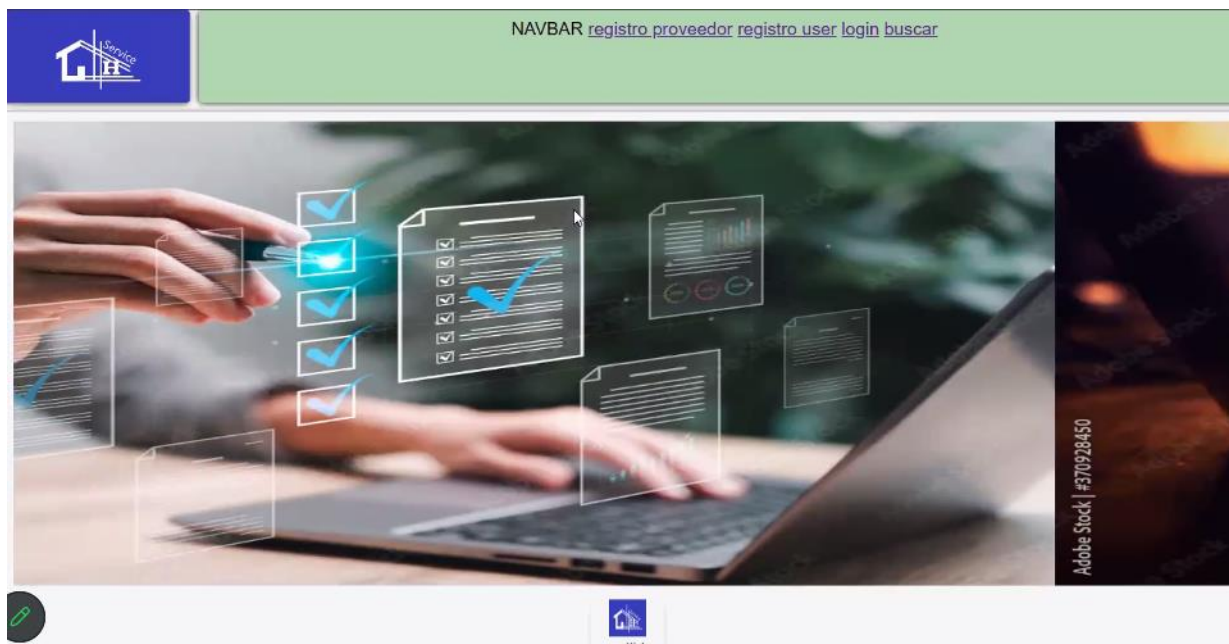 Service
H
NAVBAR registro proveedor registro user login buscar
Adobe Stock | #370928450